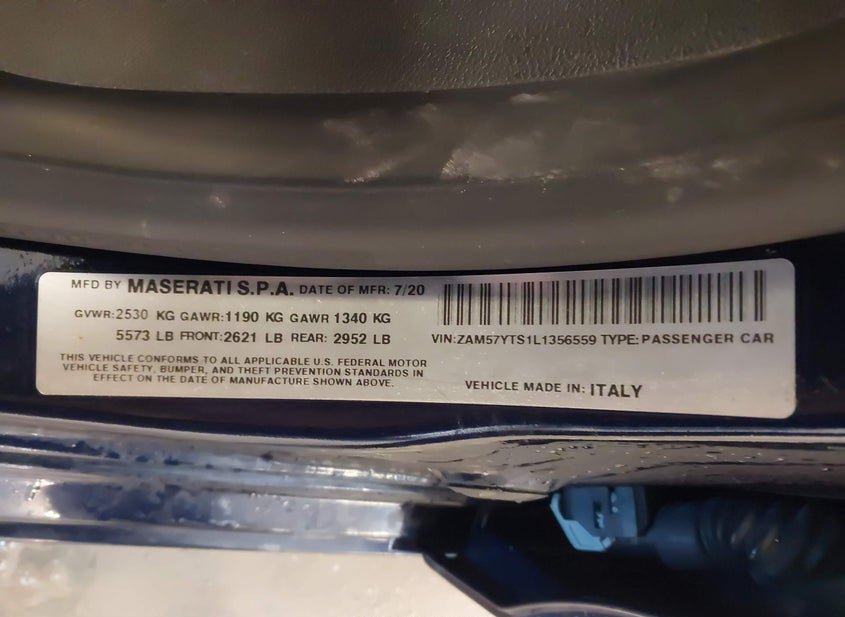 MFD BY MASERATI S.P.A. DATE OF MFR: 7/20
GVWR:2530 KG GAWR:1190 KG GAWR 1340 KG
5573 LB FRONT:2621 LB REAR: 2952 LB
THIS VEHICLE CONFORMS TO ALL APPLICABLE U.S. FEDERAL MOTOR
VEHICLE SAFETY, BUMPER, AND THEFT PREVENTION STANDARDS IN
EFFECT ON THE DATE OF MANUFACTURE SHOWN ABOVE.
VIN:ZAM57YTS1L1356559 TYPE:PASSENGER CAR
VEHICLE MADE IN: ITALY